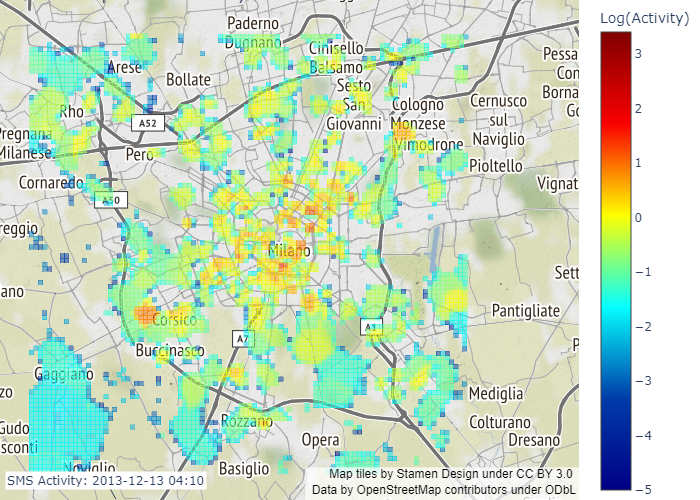 Paderno
Dugnano
Cinisello
Balsamo
Arese
Bollate
Sesto
San
Giovanni
Cologno
Monzese
Cernusco
sul
Naviglio
Pessa
Con
Borna
Go
Rho
A52
Pregnana
Milanese
Pero
Vimodrone
Pioltello
Cornaredo
A50
Vignat
reggio
Milano
Sett
ano
Pantigliate
Corsico
A7
A1
Buccinasco
P
Gaggiano
zo
Mediglia
Rozzano
Colturano
Gudo
Opera
Dresano
sconti
Noviglio
Basiglio
SMS Activity: 2013-12-13 04:10
Map tiles by Stamen Design under CC BY 3.0
Data by OpenStreetMap contributors under ODbL
Log(Activity)
3
2
1
0
−1
−2
−3
−4
−5